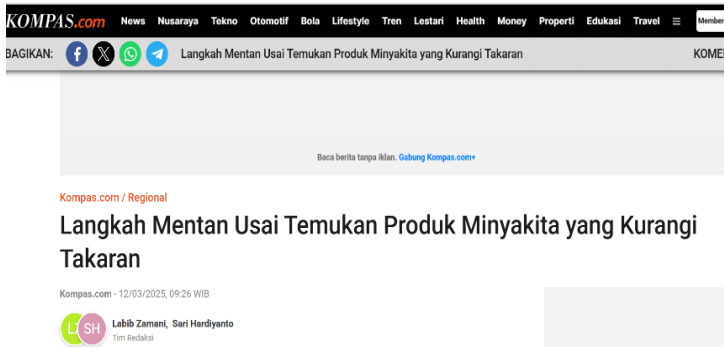 KOMPAS.com News Nusaraya Tekno Otomotif Bola Lifestyle Tren Lestari Health Money Properti Edukasi Travel ≡ Member
BAGIKAN: Langkah Mentan Usai Temukan Produk Minyakita yang Kurangi Takaran KOME
Baca berita tanpa iklan. Gabung Kompas.com+
Kompas.com / Regional
Langkah Mentan Usai Temukan Produk Minyakita yang Kurangi
Takaran
Kompas.com - 12/03/2025, 09:26 WIB
LZ SH Labib Zamani, Sari Hardiyanto
Tim Redaksi